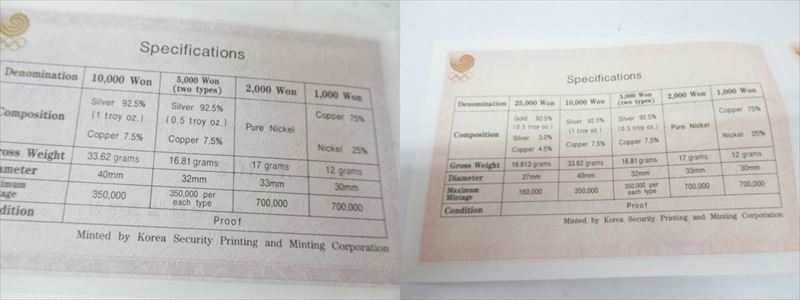 Specifications
Denomination 10,000 Won 5,000 Won (two types) 2,000 Won 1,000 Won
Composition Silver 92.5% (1 troy oz.) Copper 7.5% Silver 92.5% (0.5 troy oz.) Copper 7.5% Pure Nickel Copper 75% Nickel 25%
ross Weight 33.62 grams 16.81 grams 17 grams 12 grams
ameter 40mm 32mm 33mm 30mm
imum
ntage 350,000 350,000 per each type 700,000 700,000
dition Proof
Minted by Korea Security Printing and Minting Corporation
Specifications
Denomination 25,000 Won 10,000 Won 5,000 Won (two types) 2,000 Won 1,000 Won
Composition Gold 92.5% (0.5 troy oz.) Silver 3.0% Copper 4.5% Silver 92.5% (1 troy oz.) Copper 7.5% Silver 92.5% (0.5 troy oz.) Copper 7.5% Pure Nickel Copper 75% Nickel 25%
Gross Weight 16.813 grams 33.62 grams 16.81 grams 17 grams 12 grams
Diameter 27mm 40mm 32mm 33mm 30mm
Maximum Mintage 160,000 350,000 350,000 per each type 700,000 700,000
Condition Proof
Minted by Korea Security Printing and Minting Corporation